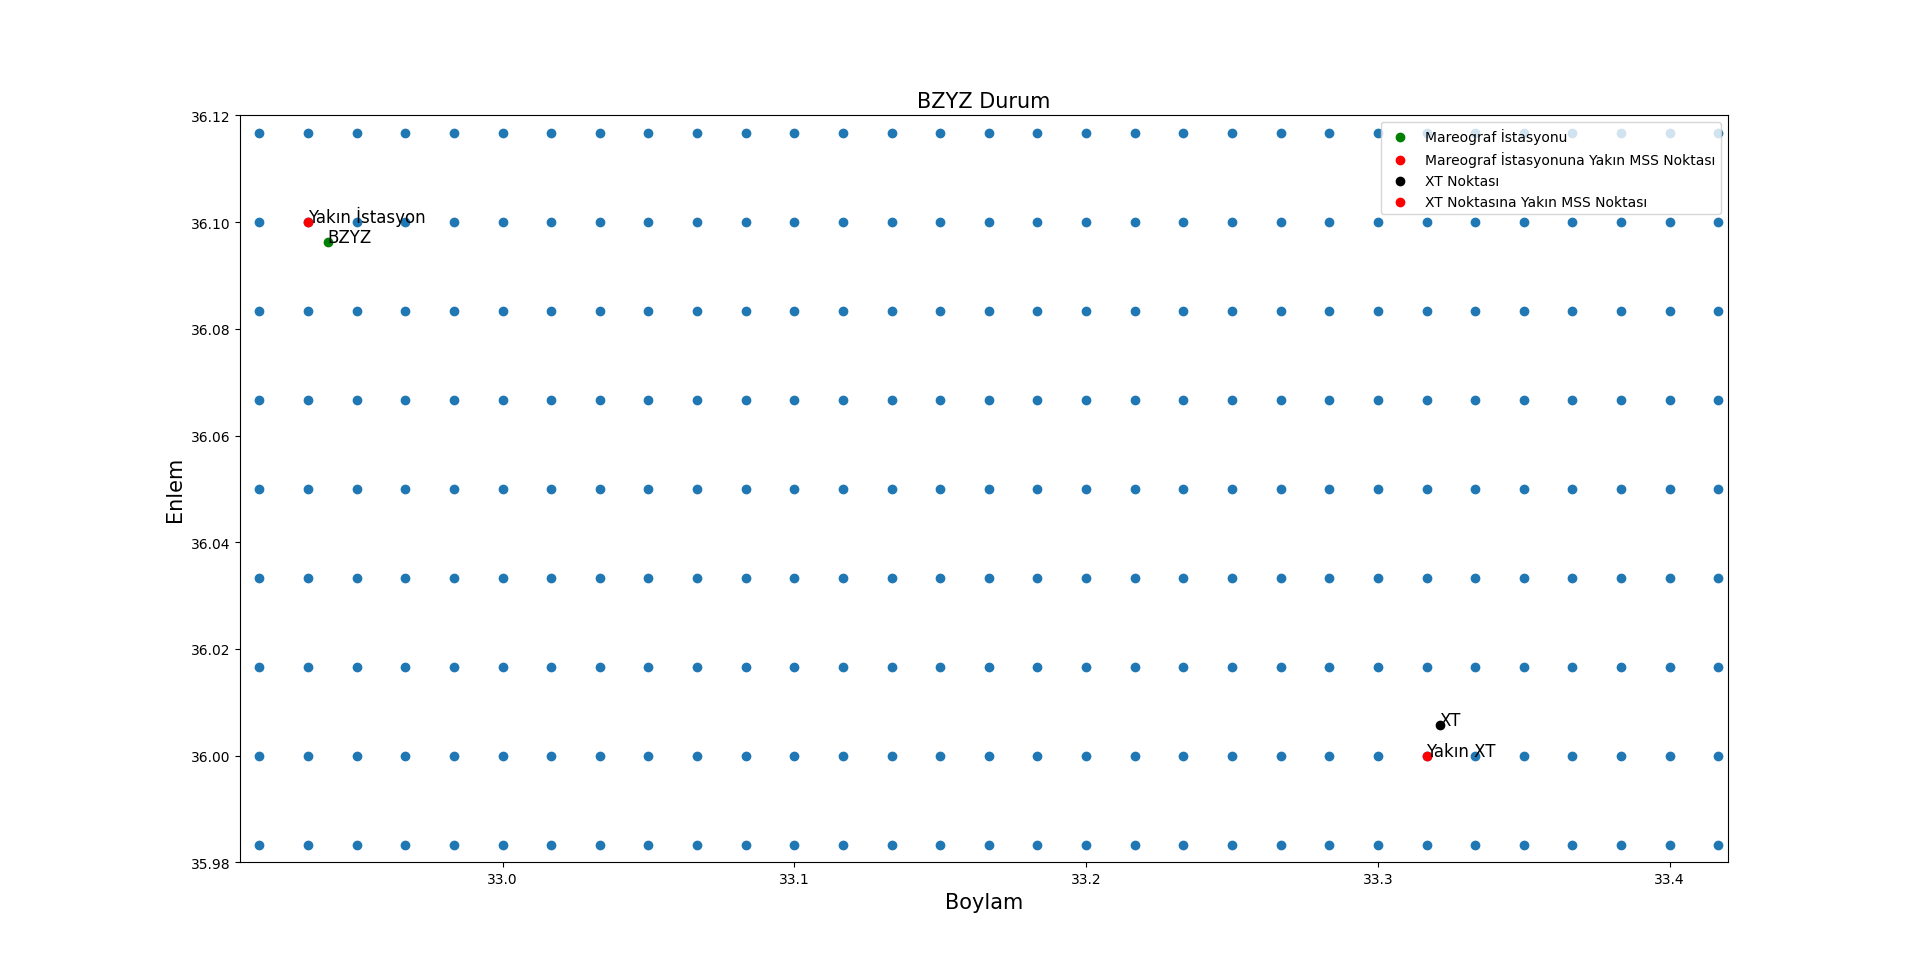 BZYZ Durum
36.12
36.10
36.08
36.06
36.04
36.02
36.00
35.98
Enlem
Mareograf İstasyonu
Mareograf İstasyonuna Yakın MSS Noktası
XT Noktası
XT Noktasına Yakın MSS Noktası
Yakın İstasyon
BZYZ
XT
Yakın XT
33.0
33.1
33.2
33.3
33.4
Boylam